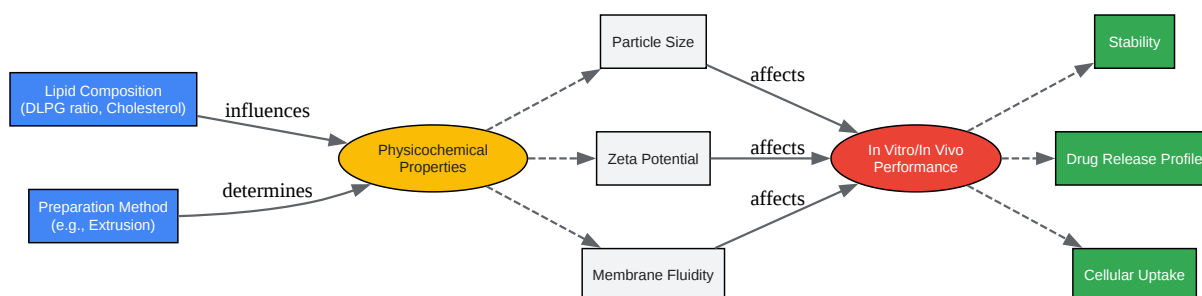 Lipid Composition
(DLPG ratio, Cholesterol)
Preparation Method
(e.g., Extrusion)
influences
determines
Physicochemical
Properties
Particle Size
Zeta Potential
Membrane Fluidity
affects
affects
affects
In Vitro/In Vivo
Performance
Stability
Drug Release Profile
Cellular Uptake